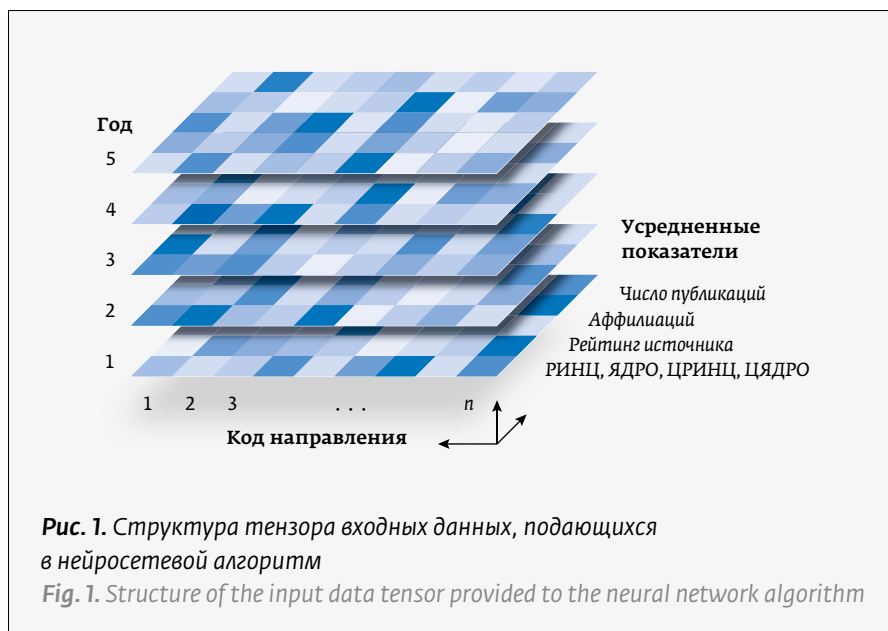 Год
5
4
3
2
1
Усредненные
показатели
Число публикаций
Аффилиаций
Рейтинг источника
РИНЦ, ЯДРО, ЦРИНЦ, ЦЯДРО
1 2 3 . . . n
Код направления
Рис. 1. Структура тензора входных данных, подающихся
в нейросетевой алгоритм
Fig. 1. Structure of the input data tensor provided to the neural network algorithm